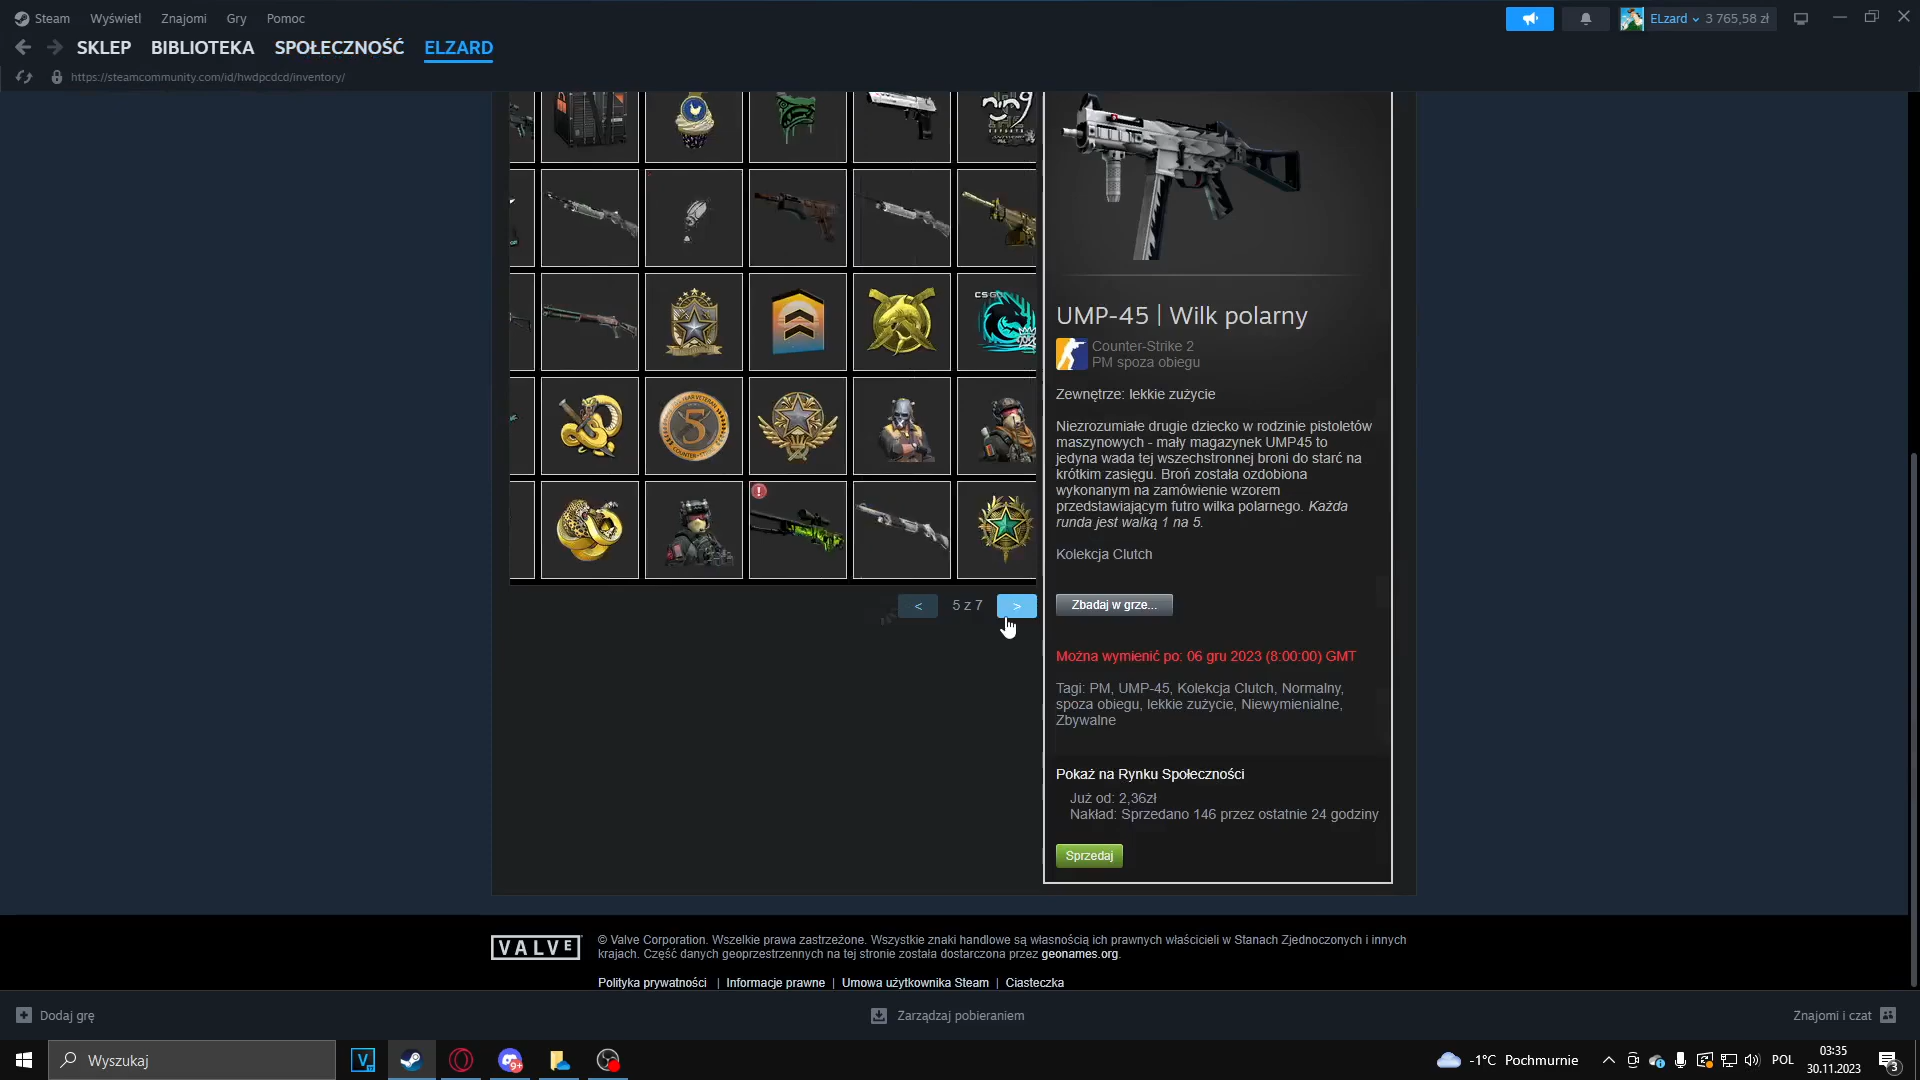 Steam Wyświetl Znajomi Gry Pomoc
ELzard 3 765,58 zł
SKLEP BIBLIOTEKA SPOŁECZNOŚĆ ELZARD
https://steamcommunity.com/id/hwdpcdcd/inventory/
CSGO
5
UMP-45 | Wilk polarny
Counter-Strike 2
PM spoza obiegu
Zewnętrze: lekkie zużycie
Niezrozumiałe drugie dziecko w rodzinie pistoletów
maszynowych - mały magazynek UMP45 to
jedyna wada tej wszechstronnej broni do starć na
krótkim zasięgu. Broń została ozdobiona
wykonanym na zamówienie wzorem
przedstawiającym futro wilka polarnego. Każda
runda jest walką 1 na 5.
Kolekcja Clutch
< 5 z 7 >
Zbadaj w grze...
Można wymienić po: 06 gru 2023 (8:00:00) GMT
Tagi: PM, UMP-45, Kolekcja Clutch, Normalny,
spoza obiegu, lekkie zużycie, Niewymienialne,
Zbywalne
Pokaż na Rynku Społeczności
Już od: 2,36zł
Nakład: Sprzedano 146 przez ostatnie 24 godziny
Sprzedaj
VALVE
© Valve Corporation. Wszelkie prawa zastrzeżone. Wszystkie znaki handlowe są własnością ich prawnych właścicieli w Stanach Zjednoczonych i innych
krajach. Część danych geoprzestrzennych na tej stronie została dostarczona przez geonames.org.
Polityka prywatności | Informacje prawne | Umowa użytkownika Steam | Ciasteczka
Dodaj grę
Zarządzaj pobieraniem
Znajomi i czat
Wyszukaj
V
9+
-1°C Pochmurnie
POL
03:35
30.11.2023
3